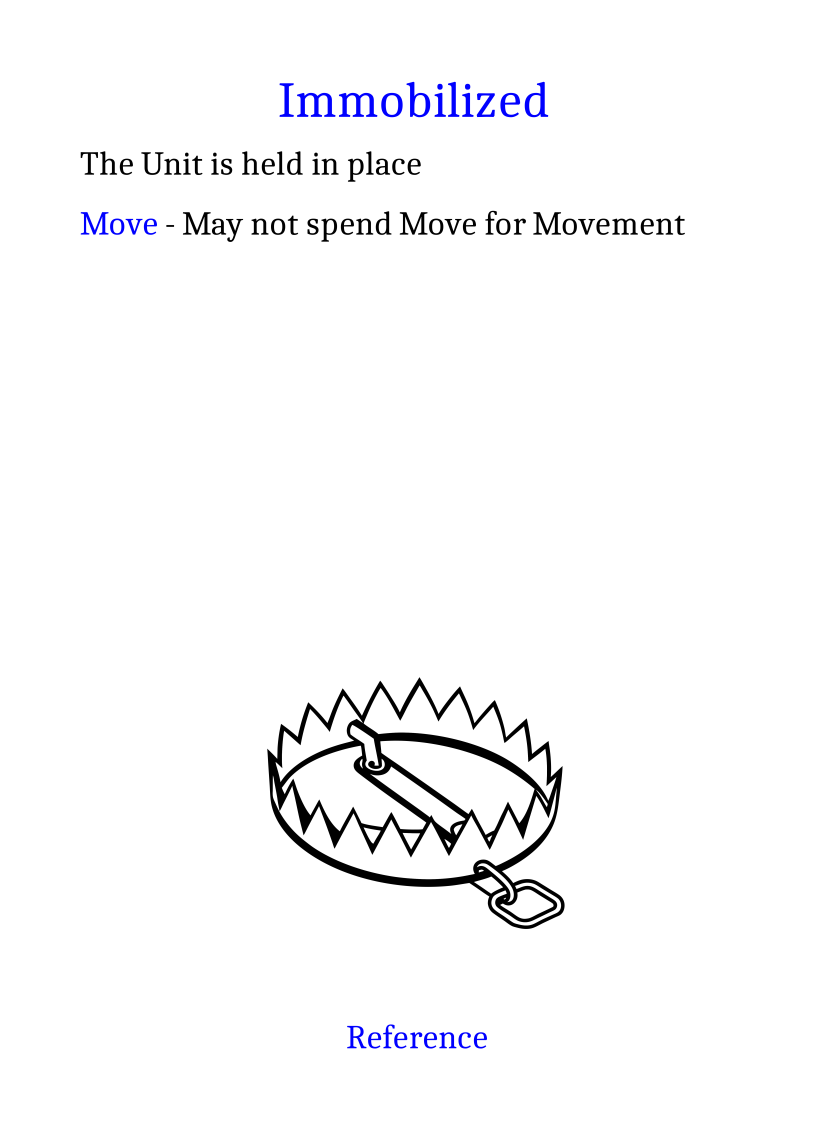 Immobilized
The Unit is held in place
Move - May not spend Move for Movement
Reference